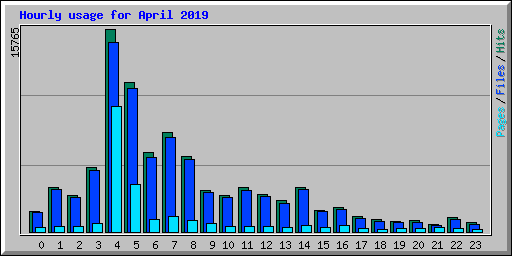 Hourly usage for April 2019
15765
Pages/Files/Hits
0 1 2 3 4 5 6 7 8 9 10 11 12 13 14 15 16 17 18 19 20 21 22 23